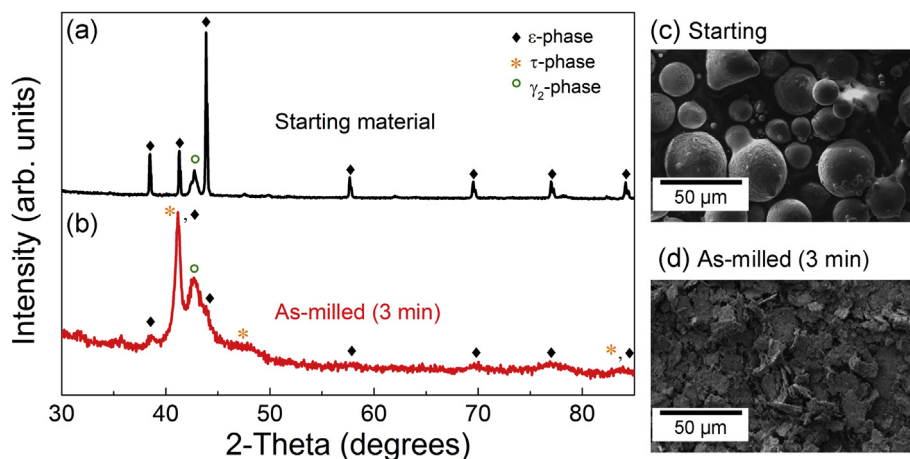 (a)
♦ ε-phase
* τ-phase
○ γ₂-phase
Starting material
(b)
*,♦
As-milled (3 min)
*,♦
30 40 50 60 70 80
2-Theta (degrees)
Intensity (arb. units)
(c) Starting
50 µm
(d) As-milled (3 min)
50 µm